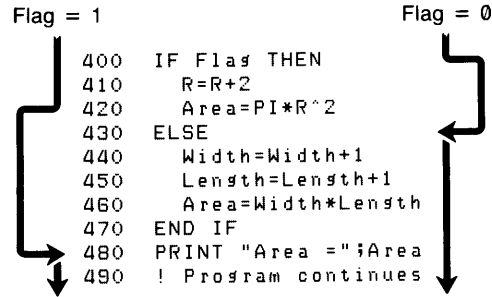 Flag = 1 Flag = 0
400 IF Flag THEN
410 R=R+2
420 Area=PI*R^2
430 ELSE
440 Width=Width+1
450 Length=Length+1
460 Area=Width*Length
470 END IF
480 PRINT "Area =";Area
490 ! Program continues